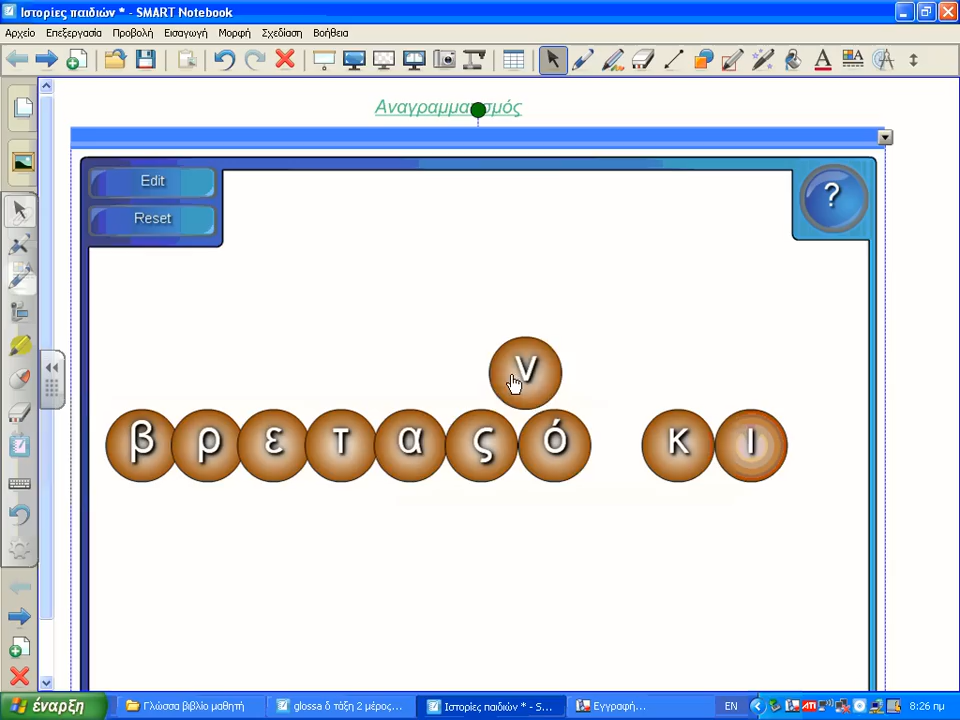 Ιστορίες παιδιών * - SMART Notebook
Αρχείο Επεξεργασία Προβολή Εισαγωγή Μορφή Σχεδίαση Βοήθεια
Αναγραμματισμός
Edit
Reset
?
ν
β ρ ε τ α ς ό κ ι
έναρξη Γλώσσα βιβλίο μαθητή glossa δ τάξη 2 μέρος... Ιστορίες παιδιών * - S... Εγγραφή... EN 8:26 πμ